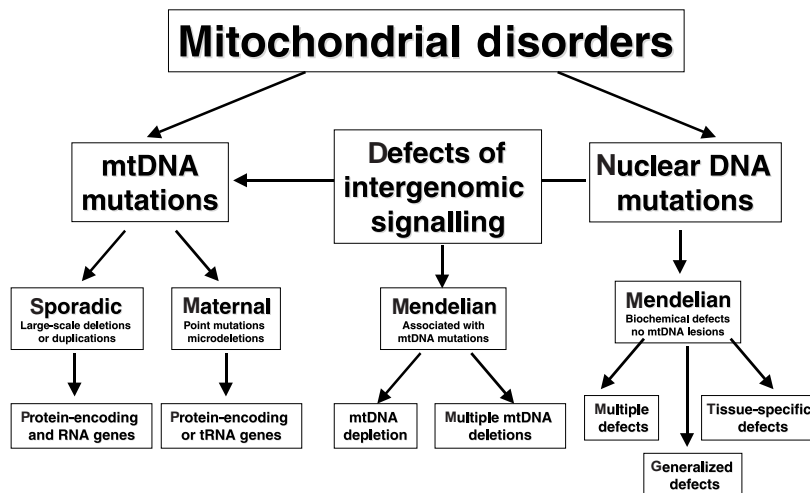 Mitochondrial disorders
mtDNA
mutations
Defects of
intergenomic
signalling
Nuclear DNA
mutations
Sporadic
Large-scale deletions
or duplications
Maternal
Point mutations
microdeletions
Mendelian
Associated with
mtDNA mutations
Mendelian
Biochemical defects
no mtDNA lesions
Protein-encoding
and RNA genes
Protein-encoding
or tRNA genes
mtDNA
depletion
Multiple mtDNA
deletions
Multiple
defects
Tissue-specific
defects
Generalized
defects